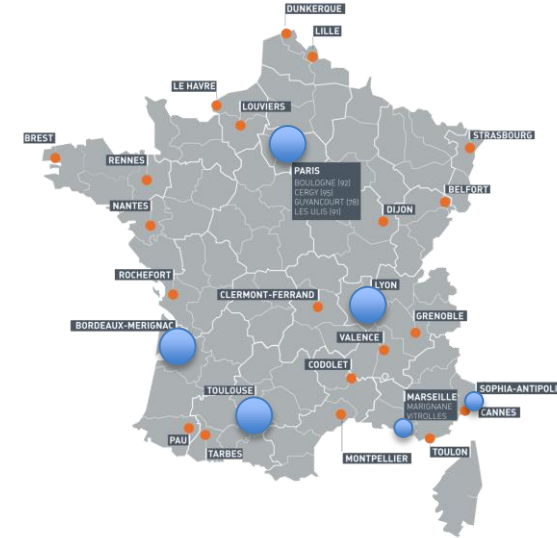 DUNKERQUE
LILLE
LE HAVRE
LOUVIERS
BREST
STRASBOURG
RENNES
PARIS
BOULOGNE (92)
CERGY (95)
GUYANCOURT (78)
LES ULIS (91)
BELFORT
NANTES
DIJON
ROCHEFORT
LYON
CLERMONT-FERRAND
GRENOBLE
BORDEAUX-MERIGNAC
VALENCE
CODOLET
TOULOUSE
SOPHIA-ANTIPOLI
MARSEILLE
MARIGNANE
VITROLLES
CANNES
PAU
TARBES
MONTPELLIER
TOULON